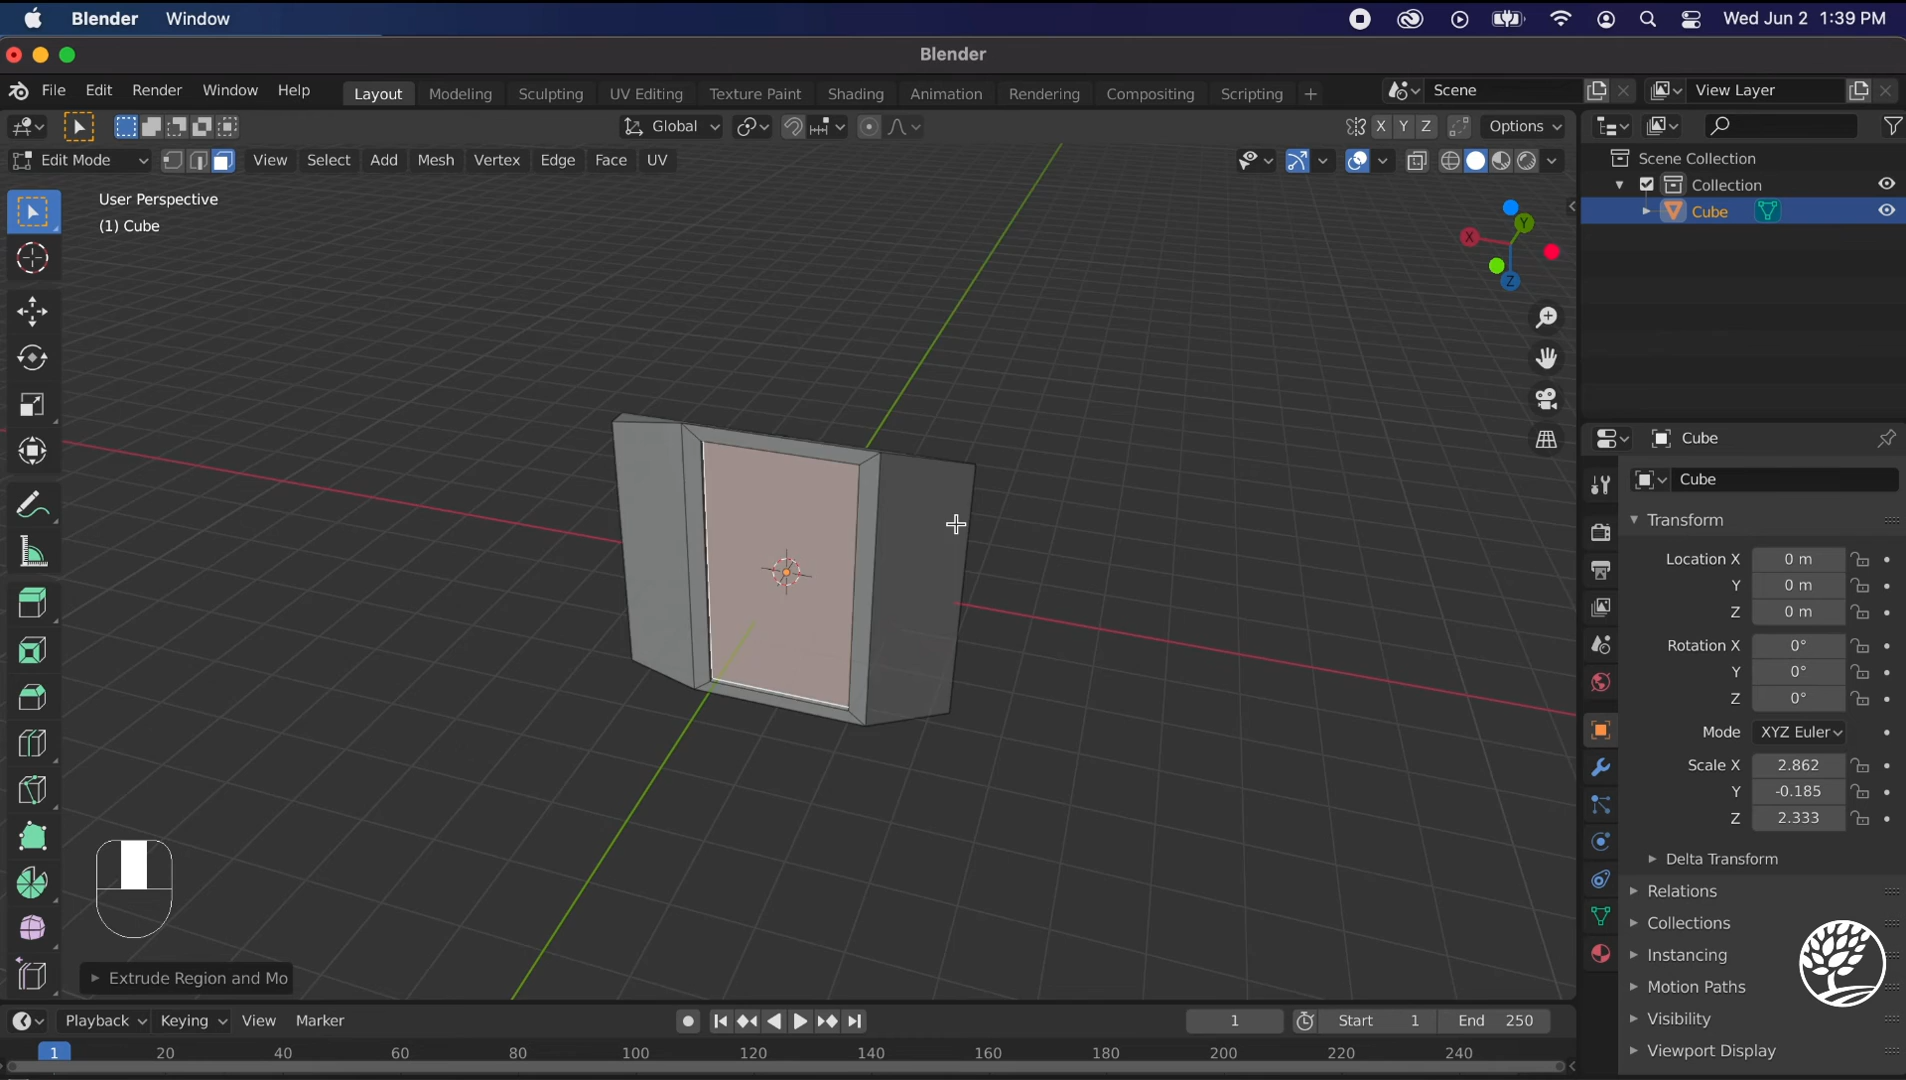 Blender Window Wed Jun 2 1:39 PM
Blender
File Edit Render Window Help Layout Modeling Sculpting UV Editing Texture Paint Shading Animation Rendering Compositing Scripting + Scene View Layer
Global X Y Z Options
Edit Mode View Select Add Mesh Vertex Edge Face UV
Scene Collection
Collection
Cube
User Perspective
(1) Cube
X Y Z
Cube
Cube
Transform
Location X 0 m
Y 0 m
Z 0 m
Rotation X 0°
Y 0°
Z 0°
Mode XYZ Euler
Scale X 2.862
Y -0.185
Z 2.333
Delta Transform
Relations
Collections
Instancing
Motion Paths
Visibility
Viewport Display
Extrude Region and Mo
Playback Keying View Marker 1 Start 1 End 250
1 20 40 60 80 100 120 140 160 180 200 220 240